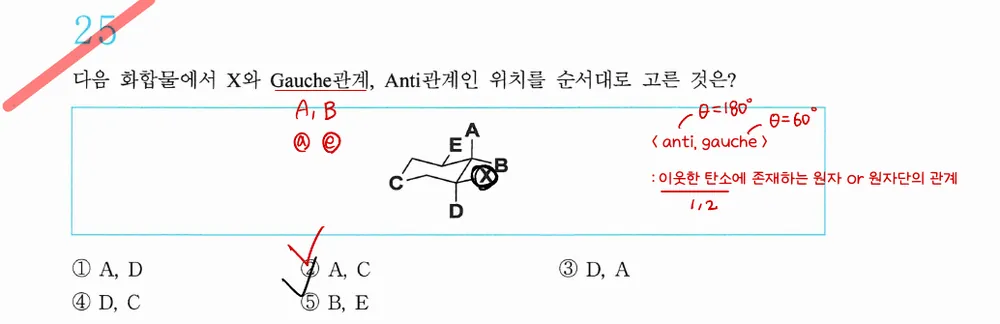 25
다음 화합물에서 X와 Gauche관계, Anti관계인 위치를 순서대로 고른 것은?
A, B
ⓐ ⓔ
θ=180°
θ=60°
< anti, gauche >
: 이웃한 탄소에 존재하는 원자 or 원자단의 관계
1, 2
A
E
B
X
C
D
① A, D
② A, C
③ D, A
④ D, C
⑤ B, E